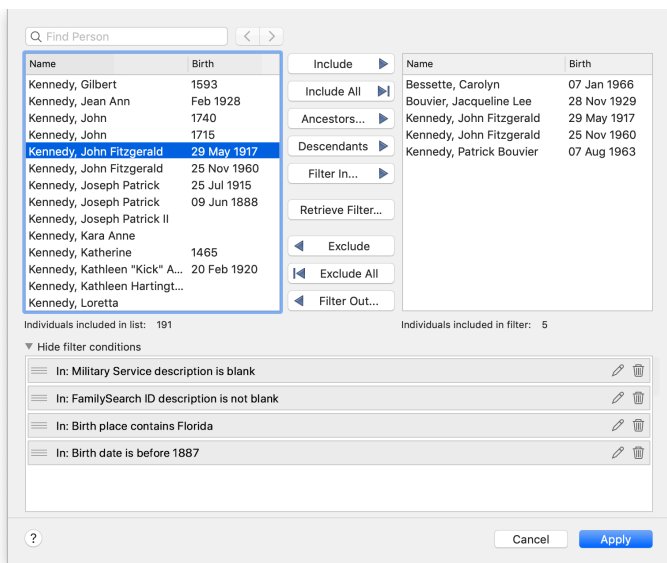 Find Person
Name Birth
Kennedy, Gilbert 1593
Kennedy, Jean Ann Feb 1928
Kennedy, John 1740
Kennedy, John 1715
Kennedy, John Fitzgerald 29 May 1917
Kennedy, John Fitzgerald 25 Nov 1960
Kennedy, Joseph Patrick 25 Jul 1915
Kennedy, Joseph Patrick 09 Jun 1888
Kennedy, Joseph Patrick II
Kennedy, Kara Anne
Kennedy, Katherine 1465
Kennedy, Kathleen "Kick" A... 20 Feb 1920
Kennedy, Kathleen Hartingt...
Kennedy, Loretta
Individuals included in list: 191
Include
Include All
Ancestors...
Descendants
Filter In...
Retrieve Filter...
Exclude
Exclude All
Filter Out...
Name Birth
Bessette, Carolyn 07 Jan 1966
Bouvier, Jacqueline Lee 28 Nov 1929
Kennedy, John Fitzgerald 29 May 1917
Kennedy, John Fitzgerald 25 Nov 1960
Kennedy, Patrick Bouvier 07 Aug 1963
Individuals included in filter: 5
Hide filter conditions
In: Military Service description is blank
In: FamilySearch ID description is not blank
In: Birth place contains Florida
In: Birth date is before 1887
?
Cancel
Apply